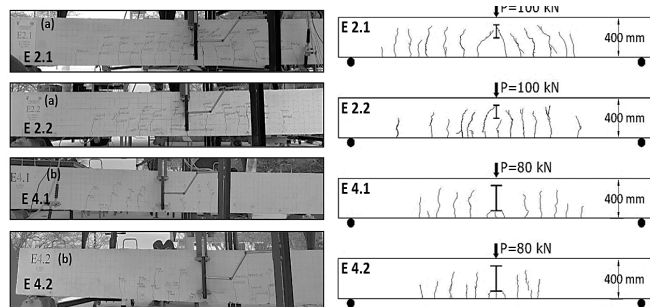 (a)
E2.1
E 2.1
P=100 kN
E 2.1
400 mm
(a)
E2.2
E 2.2
P=100 kN
E 2.2
400 mm
(b)
E4.1
E 4.1
P=80 kN
E 4.1
400 mm
(b)
E4.2
E 4.2
P=80 kN
E 4.2
400 mm